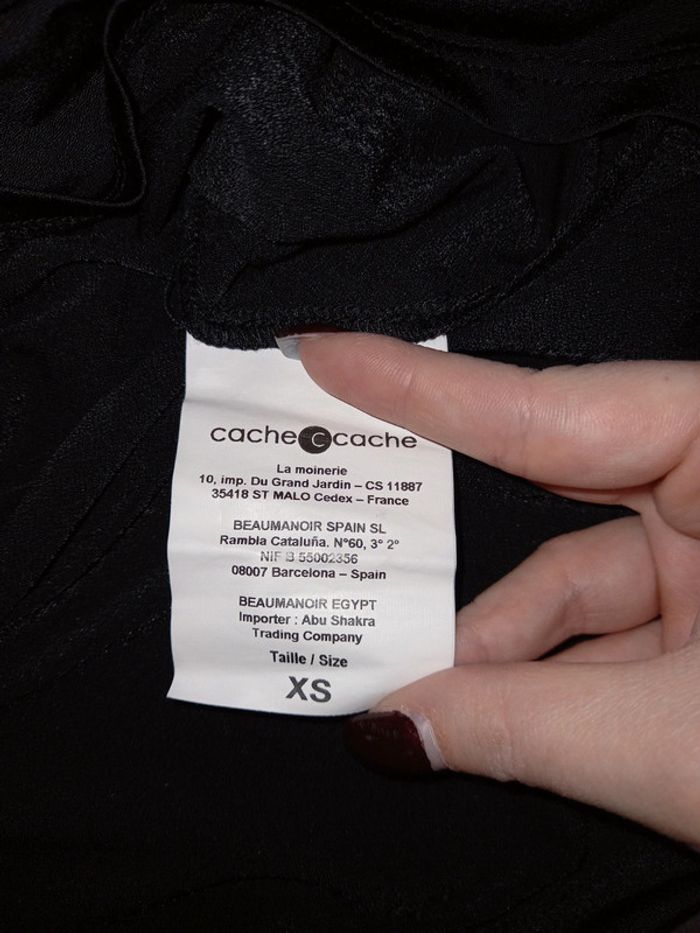 cache c cache
La moinerie
10, imp. Du Grand Jardin – CS 11887
35418 ST MALO Cedex – France
BEAUMANOIR SPAIN SL
Rambla Cataluña. N°60, 3° 2°
NIF B 55002356
08007 Barcelona – Spain
BEAUMANOIR EGYPT
Importer : Abu Shakra
Trading Company
Taille / Size
XS